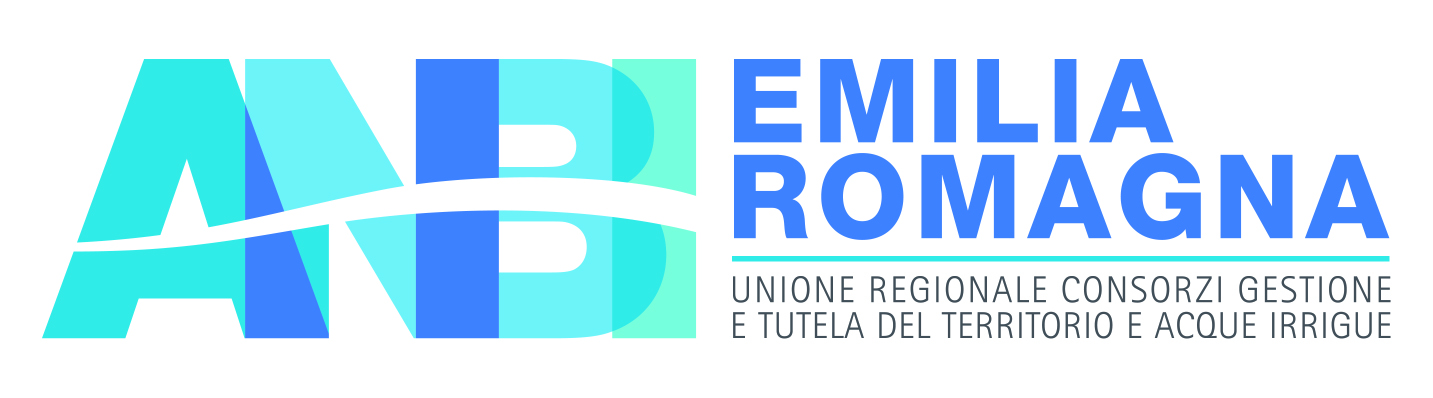 ANBI
EMILIA
ROMAGNA
UNIONE REGIONALE CONSORZI GESTIONE
E TUTELA DEL TERRITORIO E ACQUE IRRIGUE